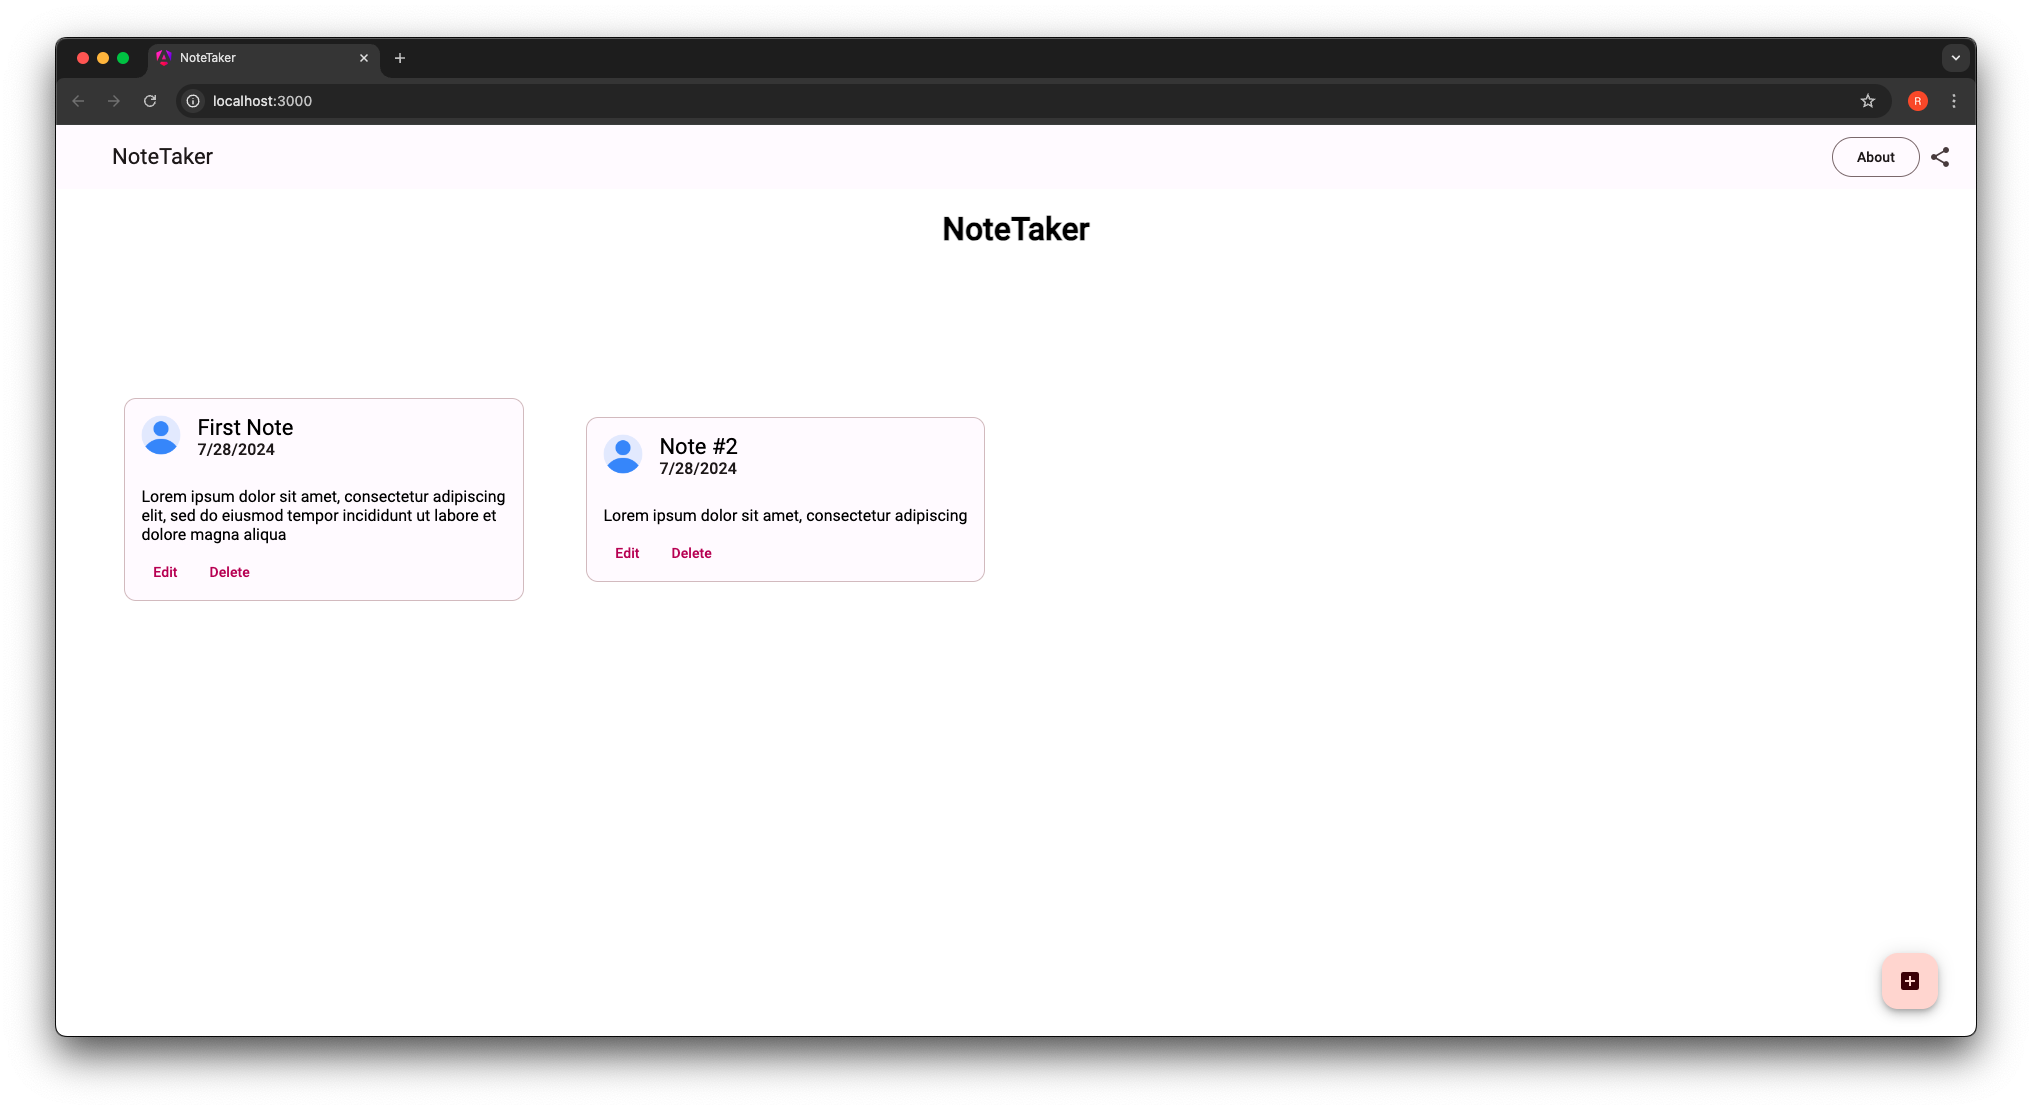 NoteTaker
localhost:3000
R
NoteTaker
About
NoteTaker
First Note
7/28/2024
Lorem ipsum dolor sit amet, consectetur adipiscing
elit, sed do eiusmod tempor incididunt ut labore et
dolore magna aliqua
Edit Delete
Note #2
7/28/2024
Lorem ipsum dolor sit amet, consectetur adipiscing
Edit Delete